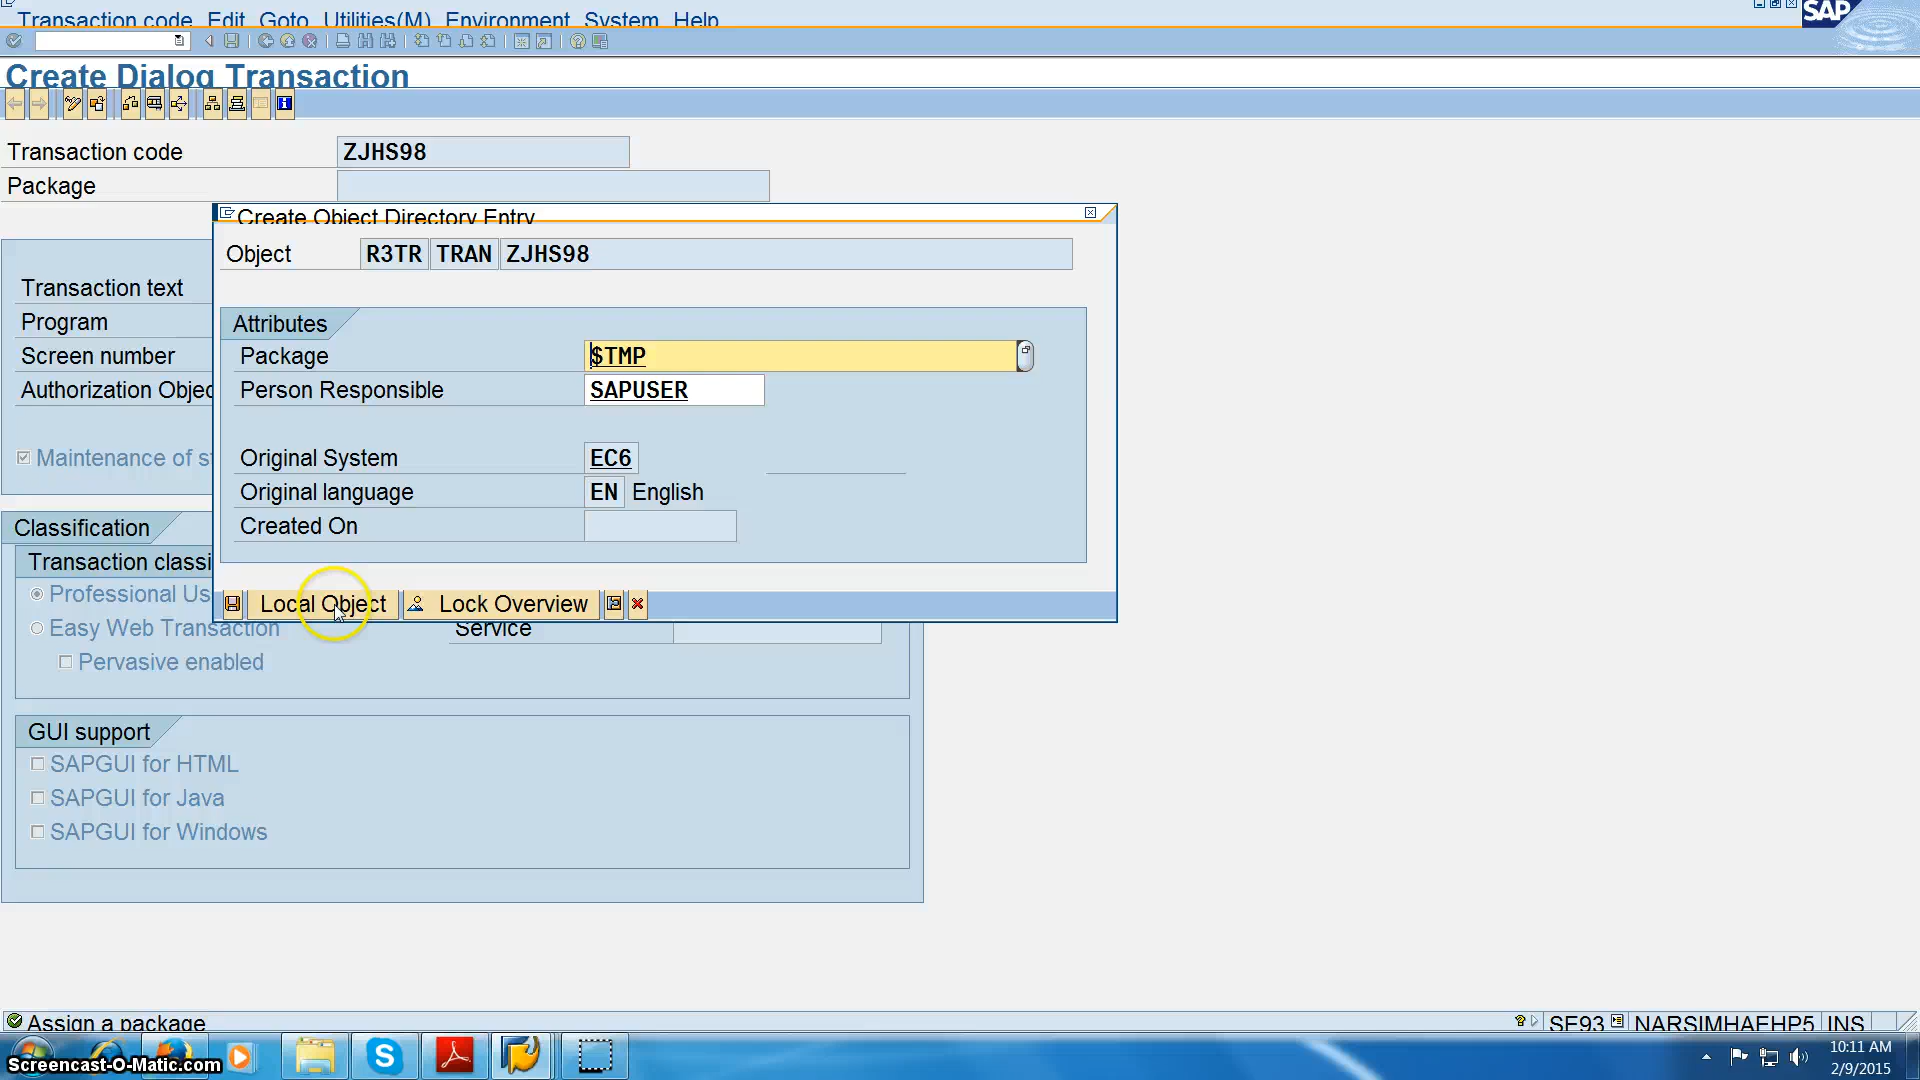 Transaction code Edit Goto Utilities(M) Environment System Help
SAP
Create Dialog Transaction
Transaction code ZJHS98
Package
Create Object Directory Entry
Object R3TR TRAN ZJHS98
Attributes
Transaction text
Program
Screen number
Authorization Objec
Package $TMP
Person Responsible SAPUSER
Maintenance of s
Original System EC6
Original language EN English
Created On
Classification
Transaction classi
Professional Us
Local Object Lock Overview
Easy Web Transaction Service
Pervasive enabled
GUI support
SAPGUI for HTML
SAPGUI for Java
SAPGUI for Windows
Assign a package SE93 NARSIMHAEHP5 INS
Screencast-O-Matic.com
10:11 AM
2/9/2015